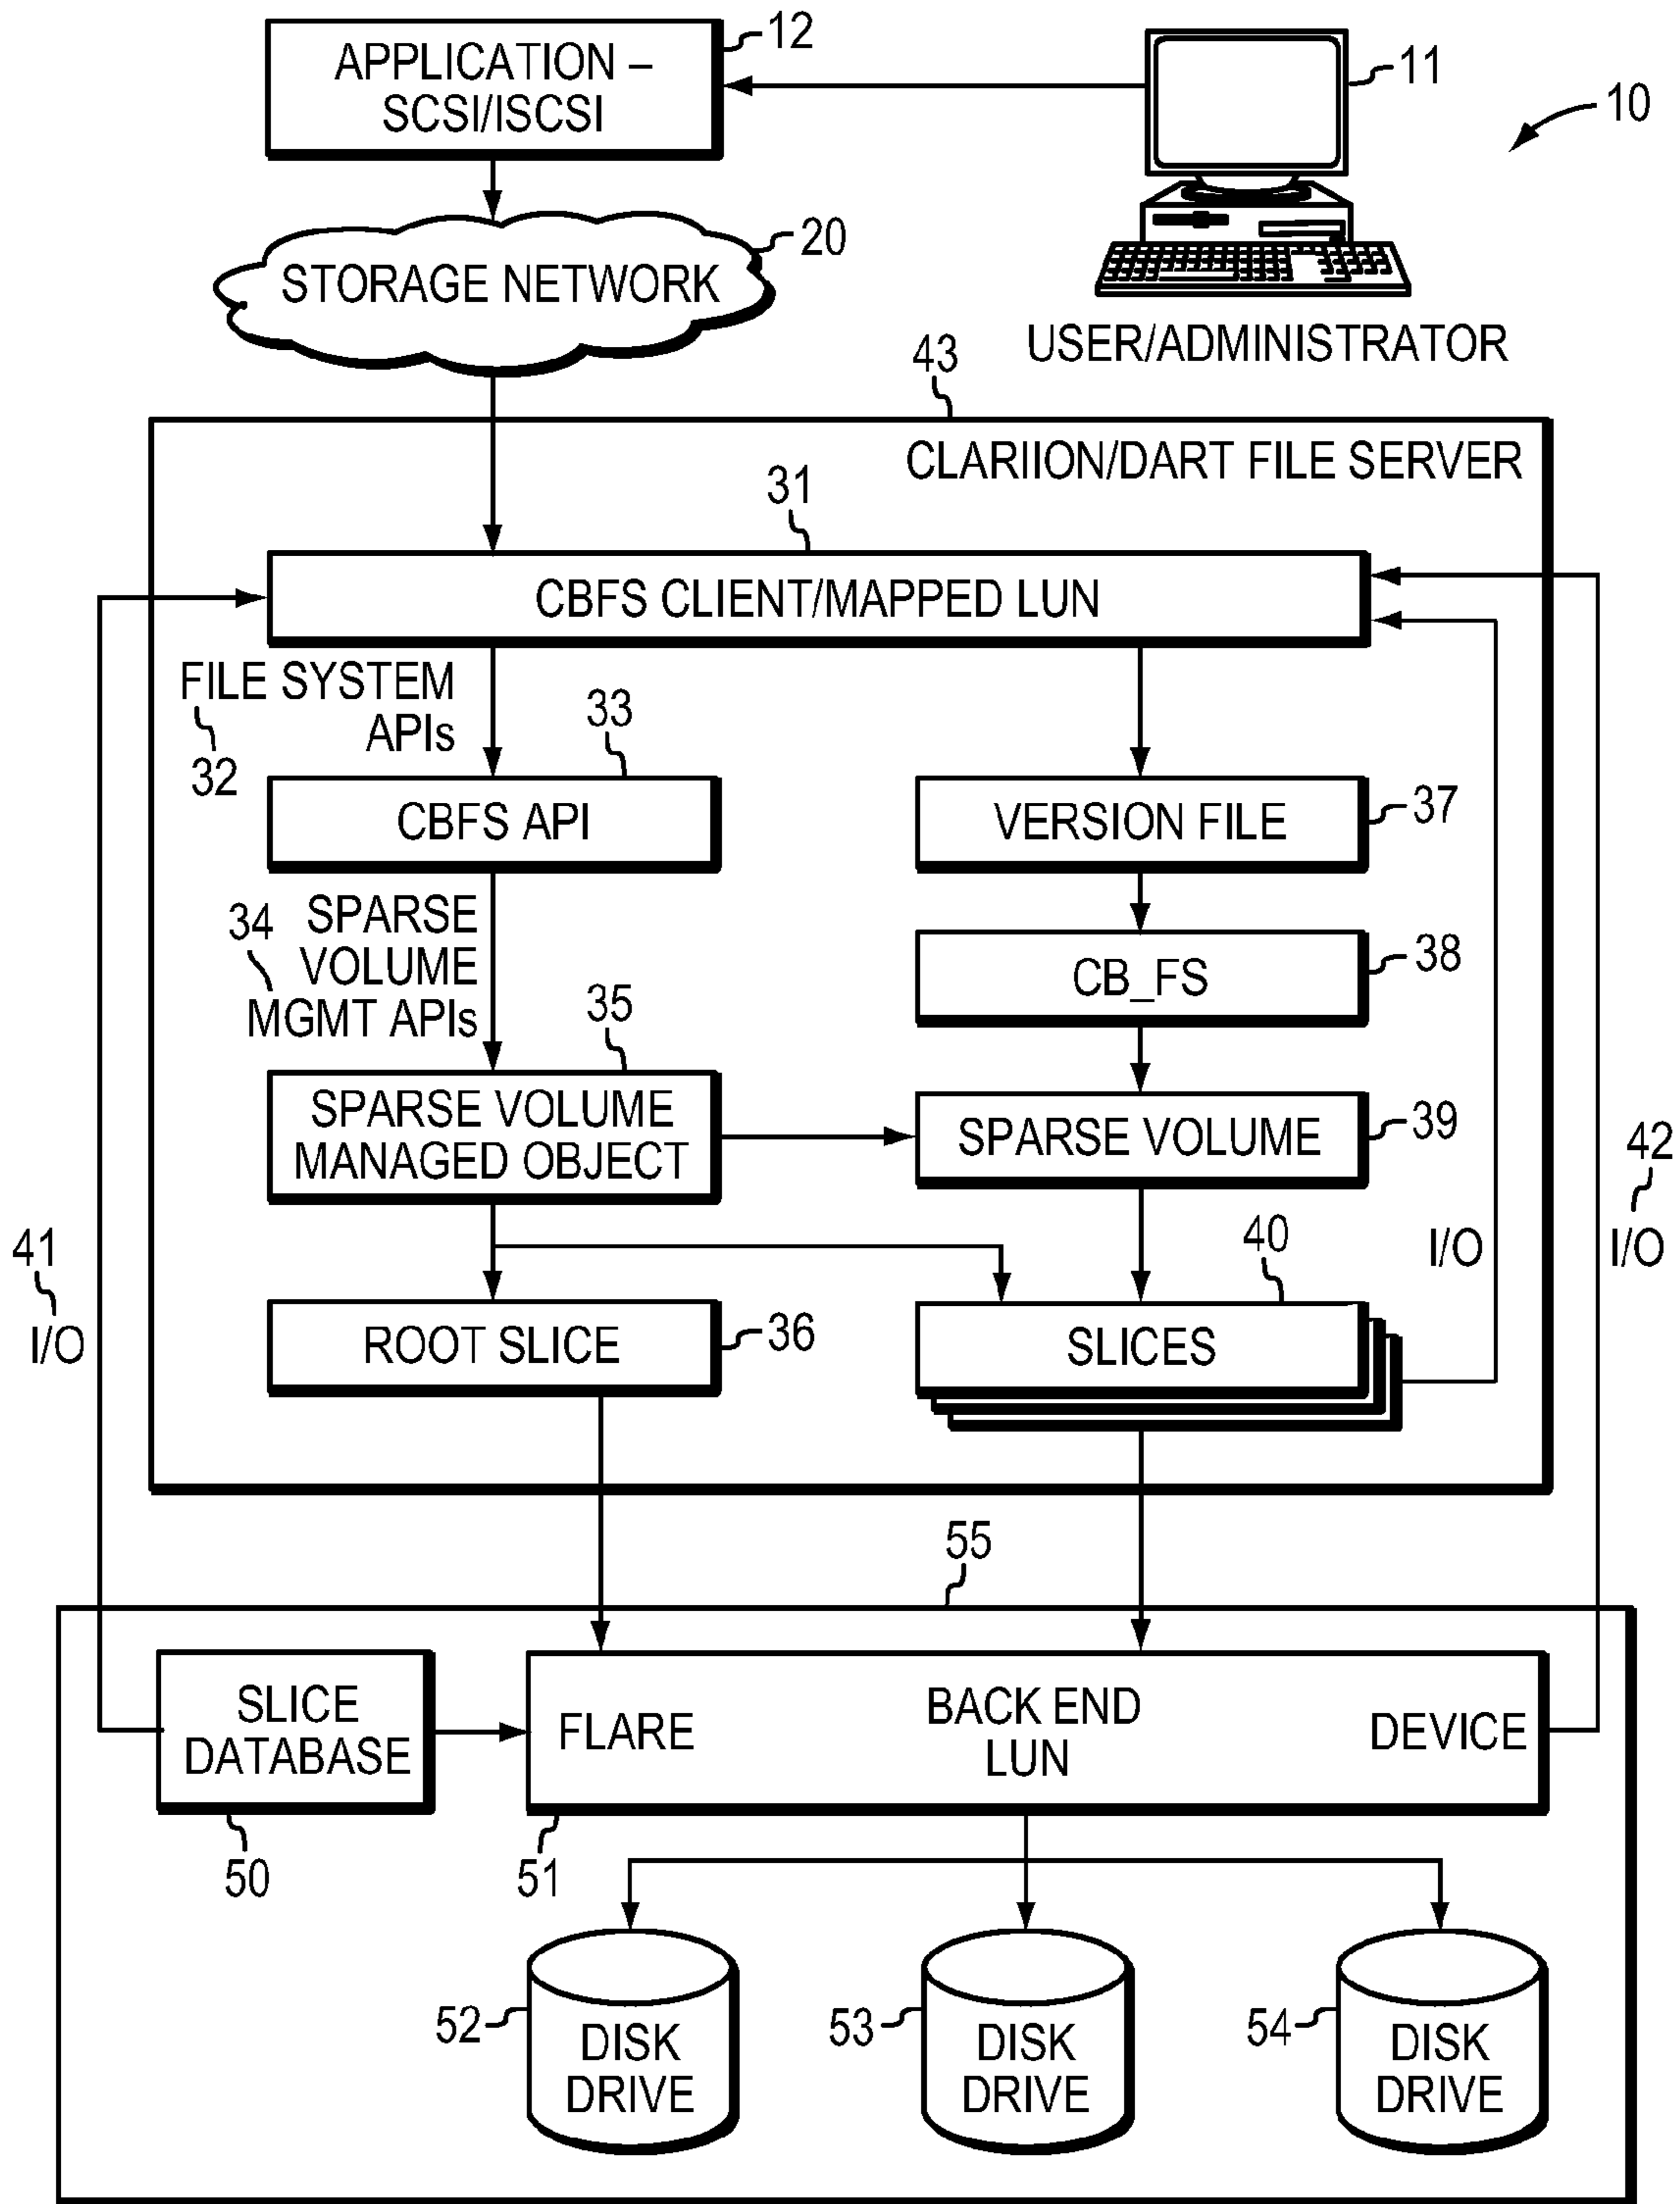 APPLICATION –
SCSI/ISCSI
12
11
10
STORAGE NETWORK
20
USER/ADMINISTRATOR
43
CLARIION/DART FILE SERVER
31
CBFS CLIENT/MAPPED LUN
FILE SYSTEM
APIs
32
33
CBFS API
VERSION FILE
37
34
SPARSE
VOLUME
MGMT APIs
CB_FS
38
35
SPARSE VOLUME
MANAGED OBJECT
SPARSE VOLUME
39
42
I/O
41
I/O
40
I/O
ROOT SLICE
36
SLICES
55
SLICE
DATABASE
50
FLARE
BACK END
LUN
DEVICE
51
52
DISK
DRIVE
53
DISK
DRIVE
54
DISK
DRIVE